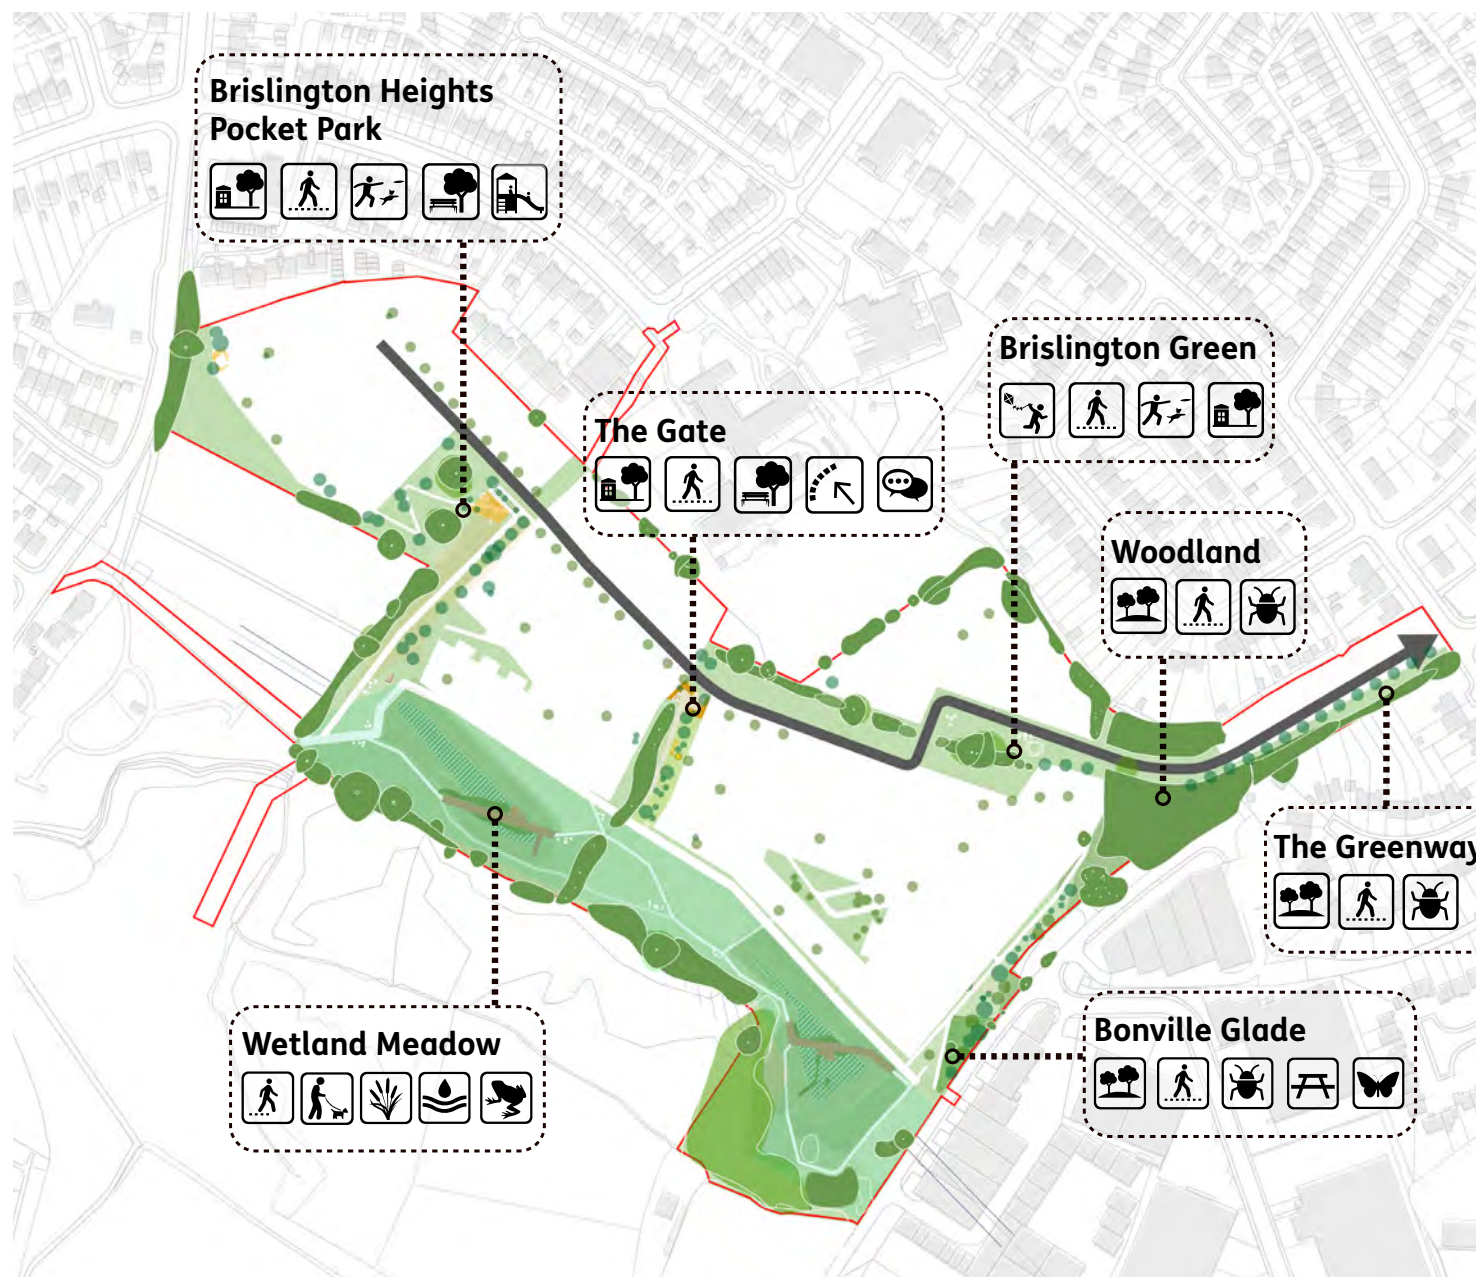 Brislington Heights
Pocket Park
Brislington Green
The Gate
Woodland
The Greenway
Wetland Meadow
Bonville Glade